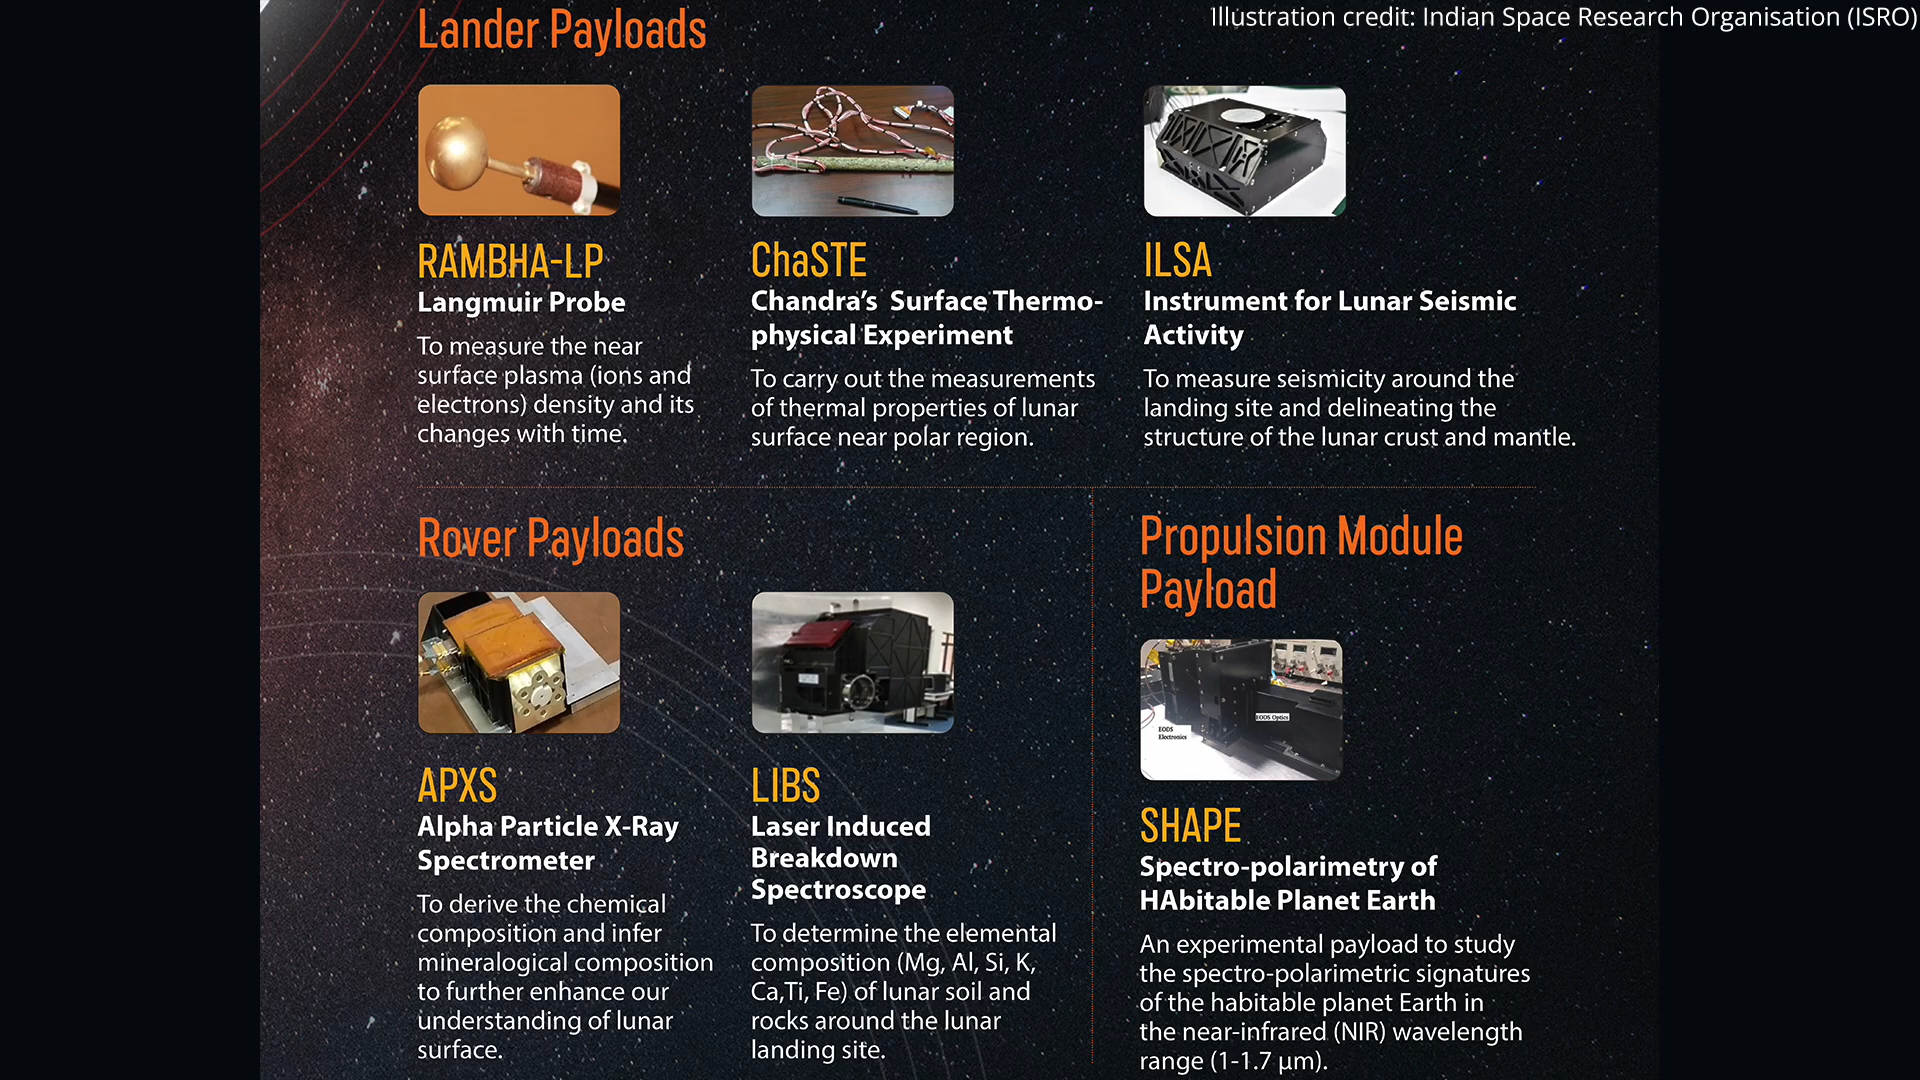 Illustration credit: Indian Space Research Organisation (ISRO)
Lander Payloads
RAMBHA-LP
Langmuir Probe
To measure the near
surface plasma (ions and
electrons) density and its
changes with time.
ChaSTE
Chandra's Surface Thermo-
physical Experiment
To carry out the measurements
of thermal properties of lunar
surface near polar region.
ILSA
Instrument for Lunar Seismic
Activity
To measure seismicity around the
landing site and delineating the
structure of the lunar crust and mantle.
Rover Payloads
APXS
Alpha Particle X-Ray
Spectrometer
To derive the chemical
composition and infer
mineralogical composition
to further enhance our
understanding of lunar
surface.
LIBS
Laser Induced
Breakdown
Spectroscope
To determine the elemental
composition (Mg, Al, Si, K,
Ca,Ti, Fe) of lunar soil and
rocks around the lunar
landing site.
Propulsion Module
Payload
EODS Optics
EODS
Electronics
SHAPE
Spectro-polarimetry of
HAbitable Planet Earth
An experimental payload to study
the spectro-polarimetric signatures
of the habitable planet Earth in
the near-infrared (NIR) wavelength
range (1-1.7 μm).